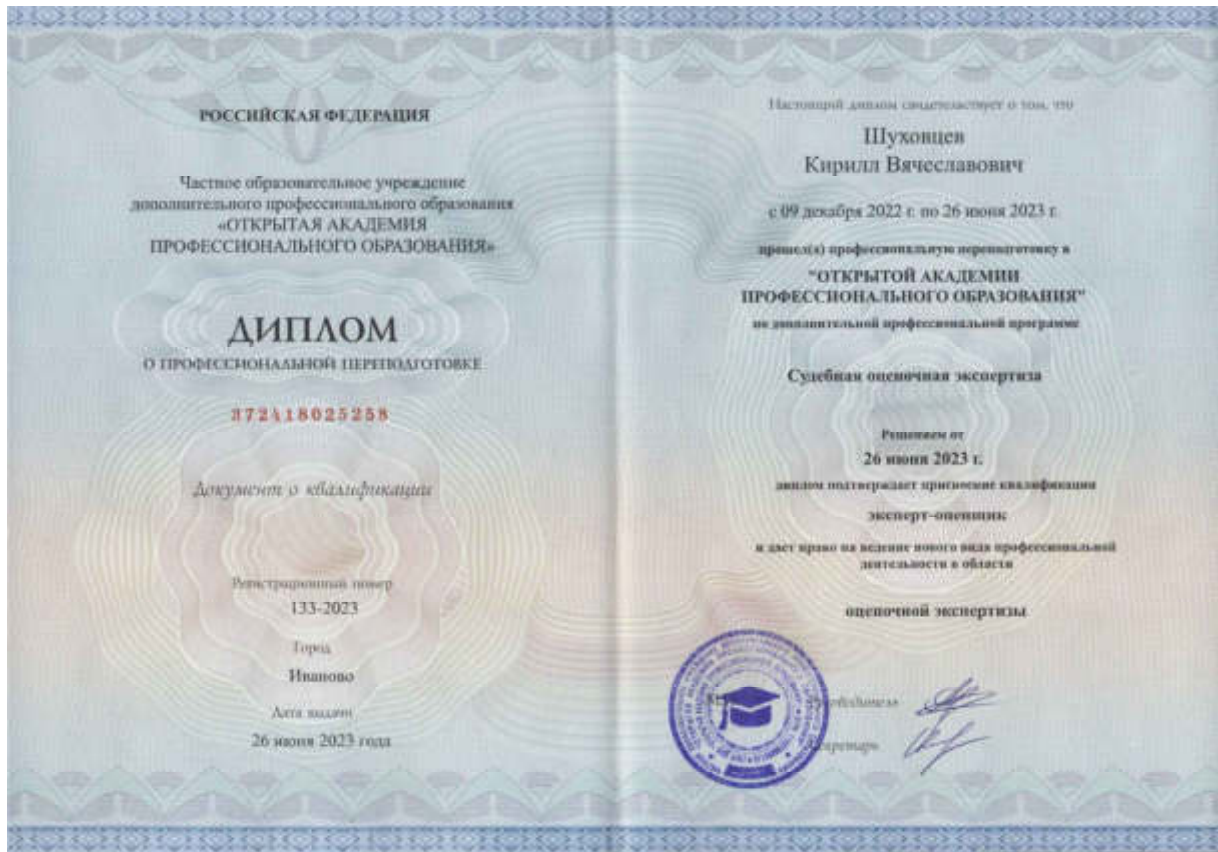 РОССИЙСКАЯ ФЕДЕРАЦИЯ
Частное образовательное учреждение
дополнительного профессионального образования
«ОТКРЫТАЯ АКАДЕМИЯ
ПРОФЕССИОНАЛЬНОГО ОБРАЗОВАНИЯ»
ДИПЛОМ
О ПРОФЕССИОНАЛЬНОЙ ПЕРЕПОДГОТОВКЕ
372418025258
Документ о квалификации
Регистрационный номер
133-2023
Город
Иваново
Дата выдачи
26 июня 2023 года
Настоящий диплом свидетельствует о том, что
Шуховцев
Кирилл Вячеславович
с 09 декабря 2022 г. по 26 июня 2023 г.
прошел(а) профессиональную переподготовку в
"ОТКРЫТОЙ АКАДЕМИИ
ПРОФЕССИОНАЛЬНОГО ОБРАЗОВАНИЯ"
по дополнительной профессиональной программе
Судебная оценочная экспертиза
Решением от
26 июня 2023 г.
диплом подтверждает присвоение квалификации
эксперт-оценщик
и дает право на ведение нового вида профессиональной
деятельности в области
оценочной экспертизы
Руководитель
Секретарь